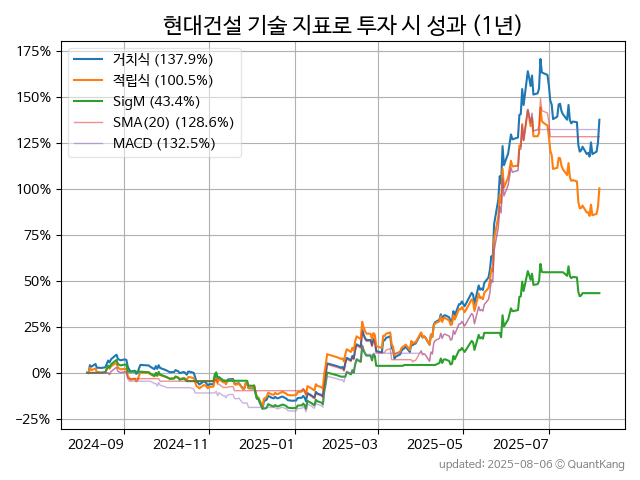 현대건설 기술 지표로 투자 시 성과 (1년)
175%
150%
125%
100%
75%
50%
25%
0%
−25%
거치식 (137.9%)
적립식 (100.5%)
SigM (43.4%)
SMA(20) (128.6%)
MACD (132.5%)
2024-09 2024-11 2025-01 2025-03 2025-05 2025-07
updated: 2025-08-06 © QuantKang